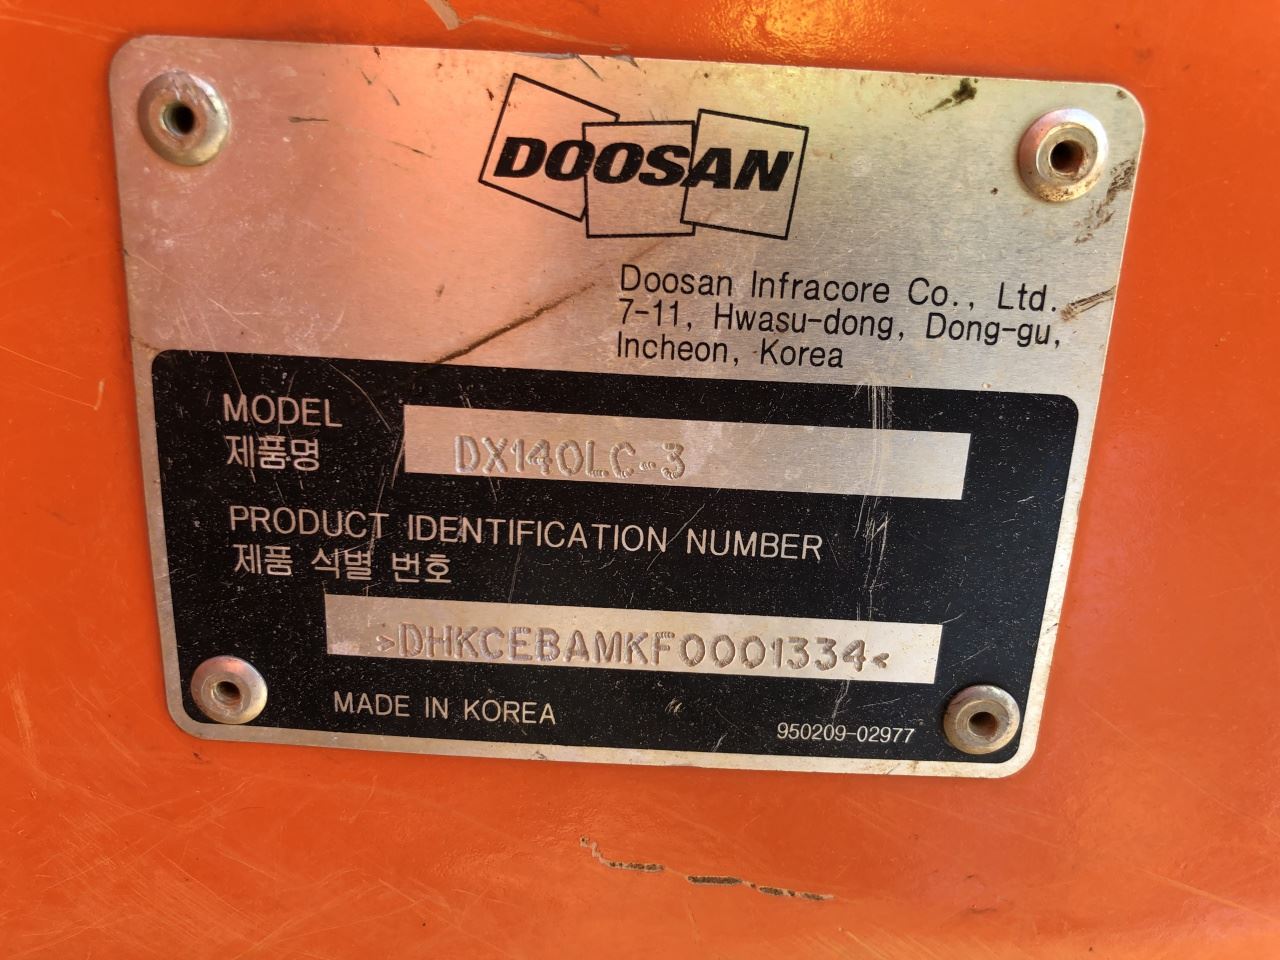 DOOSAN
Doosan Infracore Co., Ltd.
7-11, Hwasu-dong, Dong-gu,
Incheon, Korea
MODEL
제품명
DX140LC-3
PRODUCT IDENTIFICATION NUMBER
제품 식별 번호
>DHKCEBAMKF0001334<
MADE IN KOREA
950209-02977